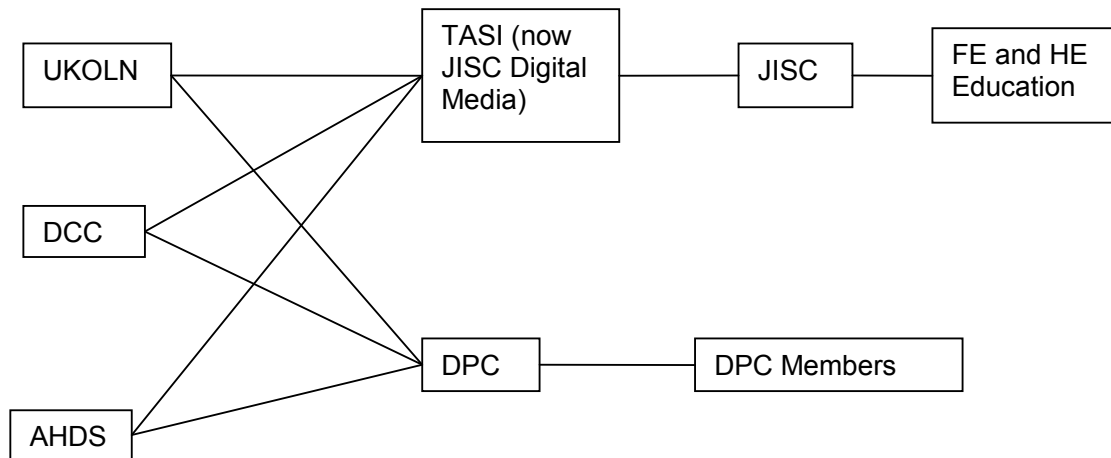 UKOLN
TASI (now
JISC Digital
Media)
JISC
FE and HE
Education
DCC
DPC
DPC Members
AHDS